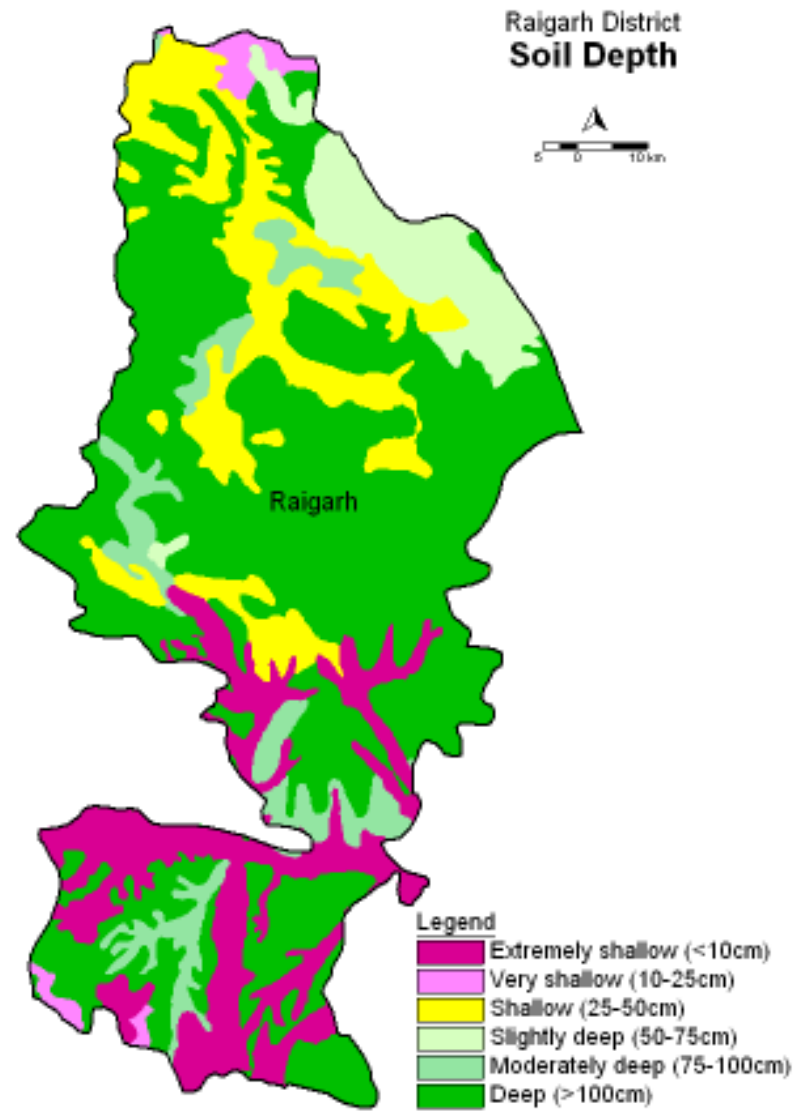 Raigarh District
Soil Depth
5 0 10 km
Raigarh
Legend
Extremely shallow (<10cm)
Very shallow (10-25cm)
Shallow (25-50cm)
Slightly deep (50-75cm)
Moderately deep (75-100cm)
Deep (>100cm)